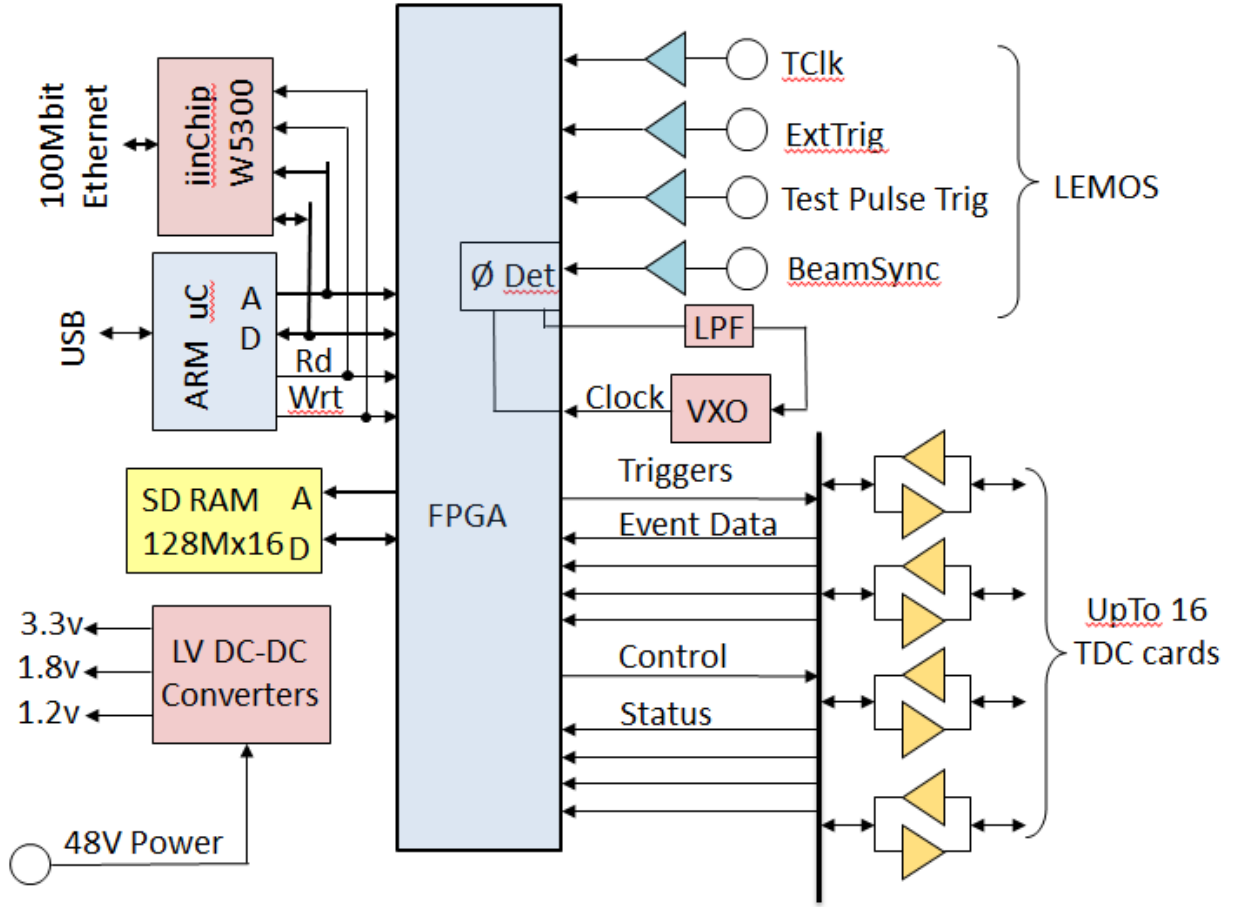 100Mbit
Ethernet
iinChip
W5300
TClk
ExtTrig
Test Pulse Trig
BeamSync
LEMOS
Ø Det
LPF
VXO
Clock
USB
ARM uC
A
D
Rd
Wrt
SD RAM A
128Mx16 D
FPGA
Triggers
Event Data
Control
Status
UpTo 16
TDC cards
3.3v
1.8v
1.2v
LV DC-DC
Converters
48V Power